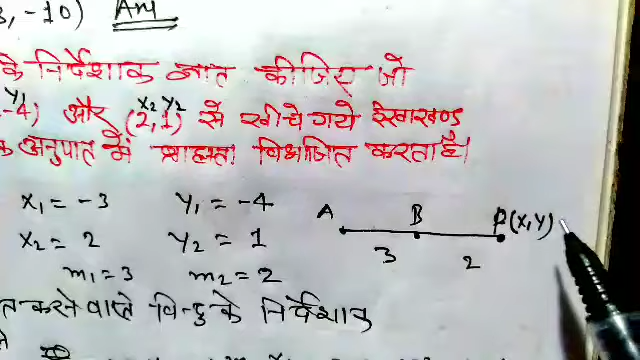 3, -10) Ans
के निर्देशाक ज्ञात कीजिए जो
y1
-4) और (2,1) से खीचे गये रेखाखण्ड
x2 y2
क अनुपात में वाह्यतः विभाजित करता है।
x1 = -3 y1 = -4
x2 = 2 y2 = 1
m1 = 3 m2 = 2
A B P(x,y)
3 2
करने वाले विन्दु के निर्देशाक